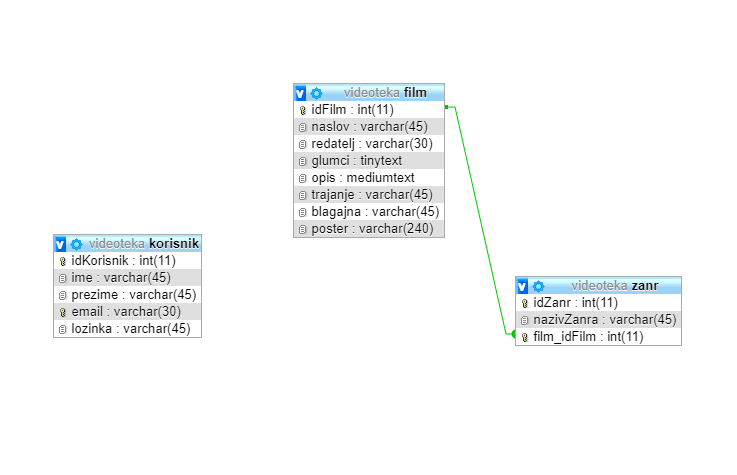 videoteka film
idFilm : int(11)
naslov : varchar(45)
redatelj : varchar(30)
glumci : tinytext
opis : mediumtext
trajanje : varchar(45)
blagajna : varchar(45)
poster : varchar(240)
videoteka korisnik
idKorisnik : int(11)
ime : varchar(45)
prezime : varchar(45)
email : varchar(30)
lozinka : varchar(45)
videoteka zanr
idZanr : int(11)
nazivZanra : varchar(45)
film_idFilm : int(11)